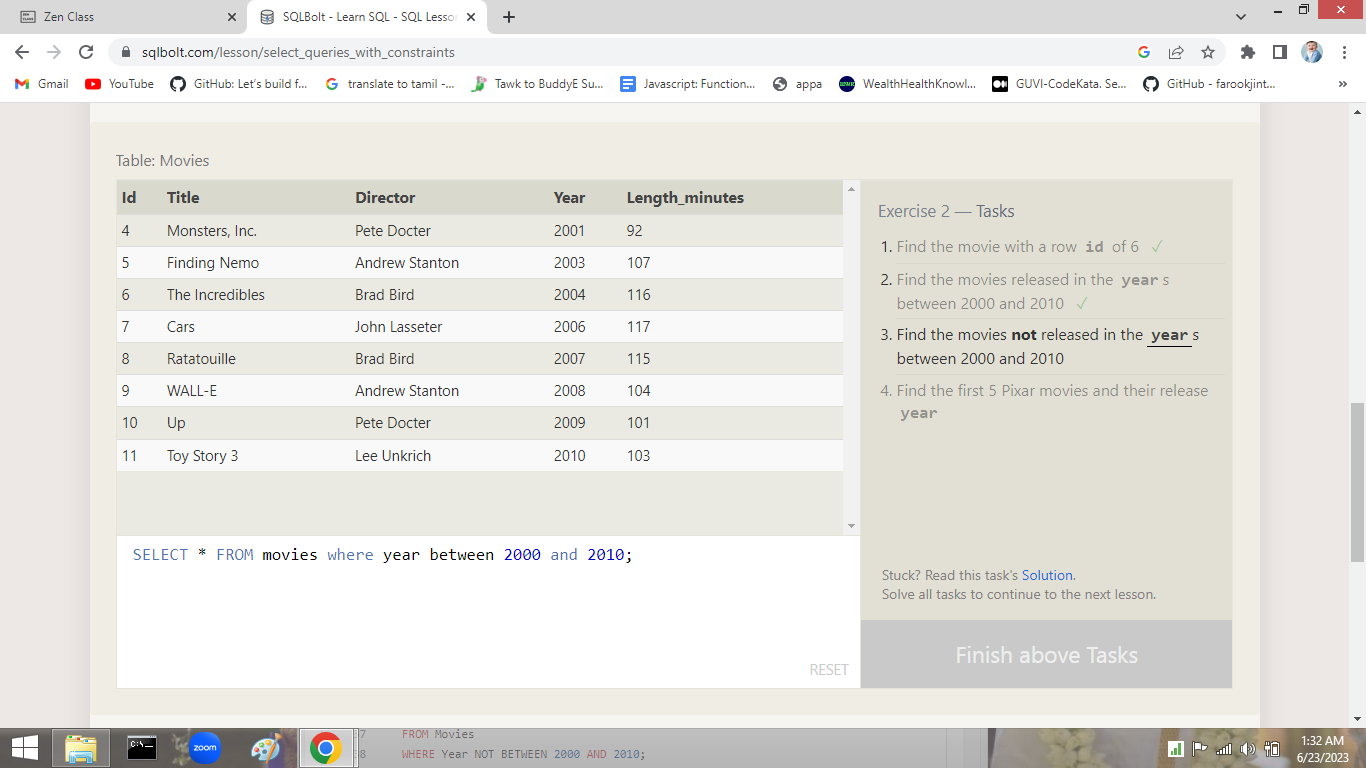 Zen Class
SQLBolt - Learn SQL - SQL Lesso
sqlbolt.com/lesson/select_queries_with_constraints
Gmail
YouTube
GitHub: Let's build f...
translate to tamil -...
Tawk to BuddyE Su...
Javascript: Function...
appa
WealthHealthKnowl...
GUVI-CodeKata. Se...
GitHub - farookjint...
»
Table: Movies
Id Title Director Year Length_minutes
4 Monsters, Inc. Pete Docter 2001 92
5 Finding Nemo Andrew Stanton 2003 107
6 The Incredibles Brad Bird 2004 116
7 Cars John Lasseter 2006 117
8 Ratatouille Brad Bird 2007 115
9 WALL-E Andrew Stanton 2008 104
10 Up Pete Docter 2009 101
11 Toy Story 3 Lee Unkrich 2010 103
SELECT * FROM movies where year between 2000 and 2010;
RESET
Exercise 2 — Tasks
1. Find the movie with a row id of 6 ✓
2. Find the movies released in the year s
between 2000 and 2010 ✓
3. Find the movies not released in the year s
between 2000 and 2010
4. Find the first 5 Pixar movies and their release
year
Stuck? Read this task's Solution.
Solve all tasks to continue to the next lesson.
Finish above Tasks
FROM Movies
WHERE Year NOT BETWEEN 2000 AND 2010;
C:\_
zoom
1:32 AM
6/23/2023